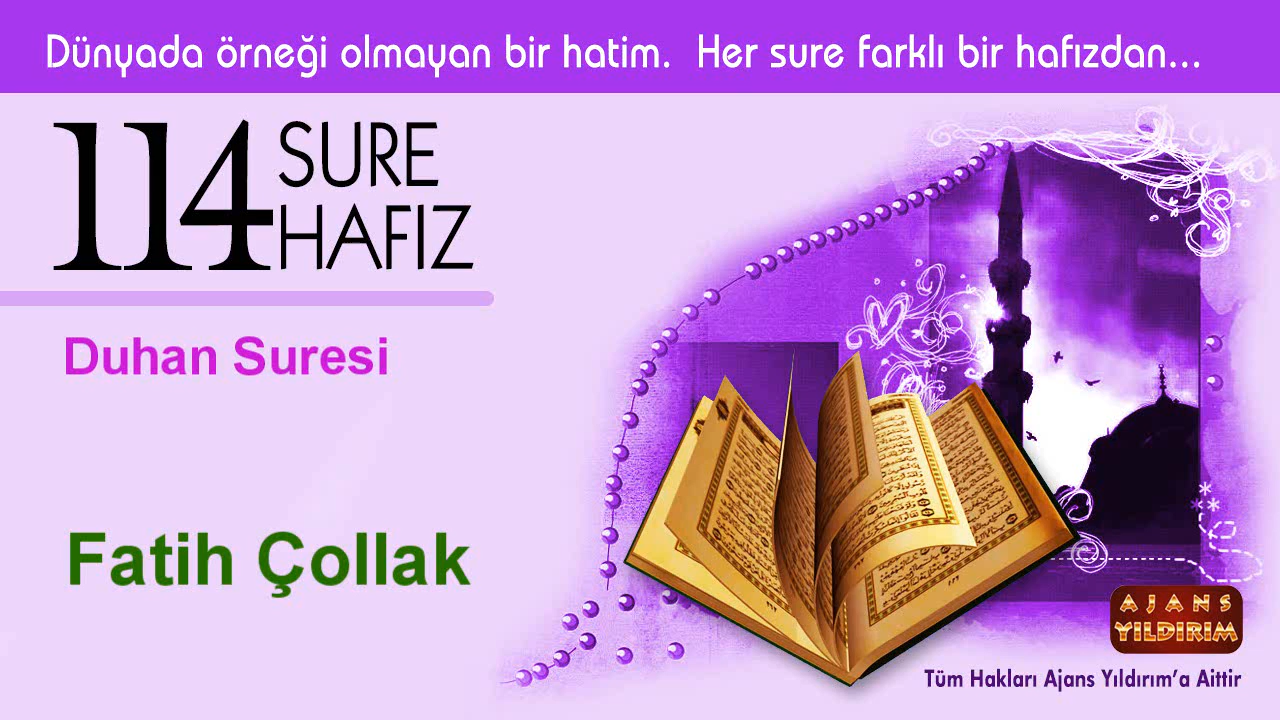 Dünyada örneği olmayan bir hatim. Her sure farklı bir hafızdan...
114 SURE
HAFIZ
Duhan Suresi
Fatih Çollak
AJANS
YILDIRIM
Tüm Hakları Ajans Yıldırım'a Aittir